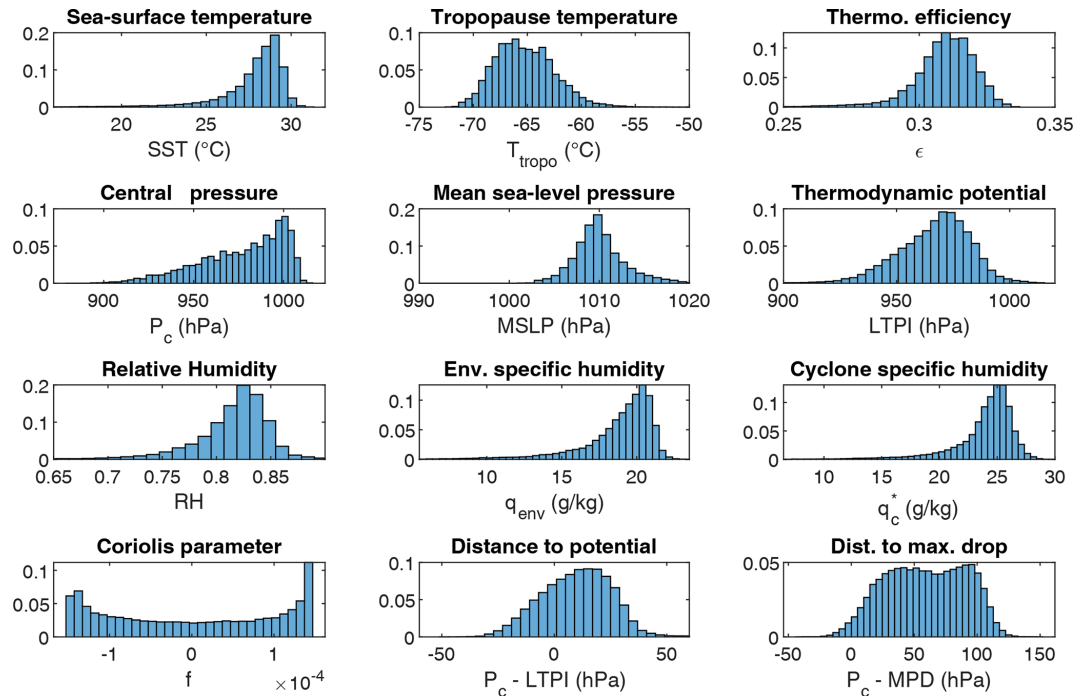 Sea-surface temperature Tropopause temperature Thermo. efficiency
0.2 0.1 0.1
0.1 0.05 0.05
0 0 0
20 25 30 -75 -70 -65 -60 -55 -50 0.25 0.3 0.35
SST (°C) T_tropo (°C) ϵ
Central pressure Mean sea-level pressure Thermodynamic potential
0.1 0.2 0.1
0.05 0.1 0.05
0 0 0
900 950 1000 990 1000 1010 1020 900 950 1000
P_c (hPa) MSLP (hPa) LTPI (hPa)
Relative Humidity Env. specific humidity Cyclone specific humidity
0.2 0.1 0.1
0.1 0.05 0.05
0 0 0
0.65 0.7 0.75 0.8 0.85 10 15 20 10 15 20 25 30
RH q_env (g/kg) q_c^* (g/kg)
Coriolis parameter Distance to potential Dist. to max. drop
0.1 0.1 0.05
0.05 0.05
0 0 0
-1 0 1 -50 0 50 -50 0 50 100 150
f ×10^-4 P_c - LTPI (hPa) P_c - MPD (hPa)